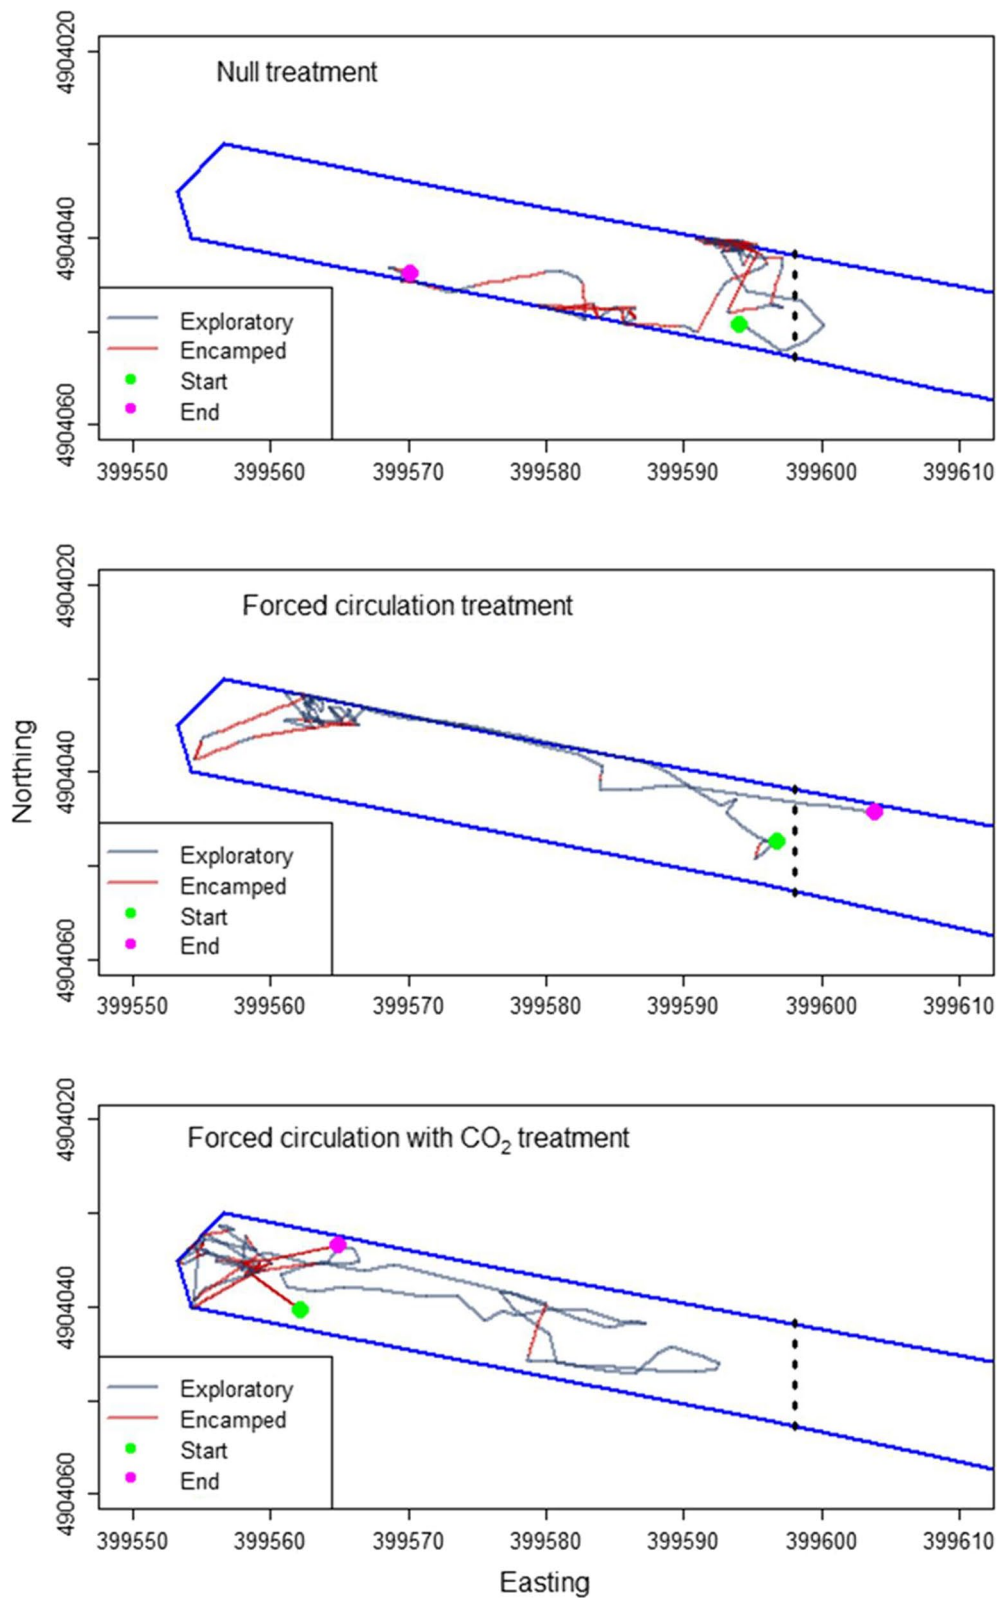 Null treatment
4904020
4904040
4904060
Exploratory
Encamped
Start
End
399550 399560 399570 399580 399590 399600 399610
Forced circulation treatment
Northing
4904020
4904040
4904060
Exploratory
Encamped
Start
End
399550 399560 399570 399580 399590 399600 399610
Forced circulation with CO₂ treatment
4904020
4904040
4904060
Exploratory
Encamped
Start
End
399550 399560 399570 399580 399590 399600 399610
Easting